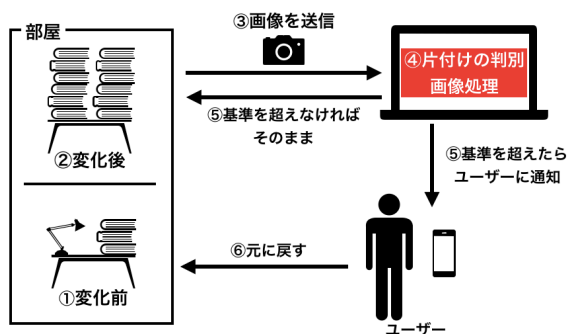 部屋
③画像を送信
④片付けの判別
画像処理
⑤基準を超えなければ
そのまま
②変化後
⑤基準を超えたら
ユーザーに通知
⑥元に戻す
①変化前
ユーザー